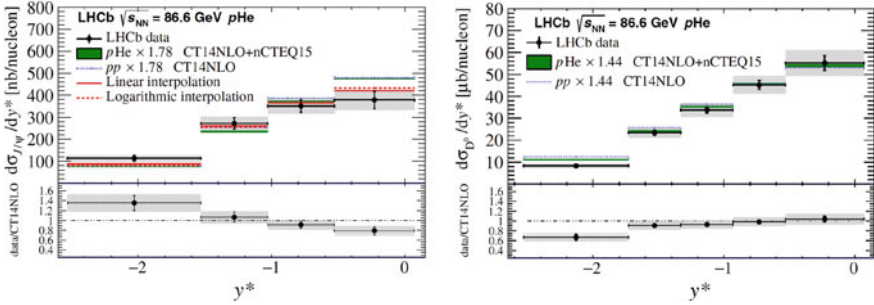 LHCb √sNN = 86.6 GeV pHe
LHCb data
pHe × 1.78 CT14NLO+nCTEQ15
pp × 1.78 CT14NLO
Linear interpolation
Logarithmic interpolation
dσJ/ψ/dy* [nb/nucleon]
800
700
600
500
400
300
200
100
data/CT14NLO
1.6
1.4
1.2
1
0.8
0.6
−2
−1
0
y*
LHCb √sNN = 86.6 GeV pHe
LHCb data
pHe × 1.44 CT14NLO+nCTEQ15
pp × 1.44 CT14NLO
dσD⁰/dy* [μb/nucleon]
80
70
60
50
40
30
20
10
0
data/CT14NLO
1.6
1.4
1.2
1
0.8
0.6
−2
−1
0
y*